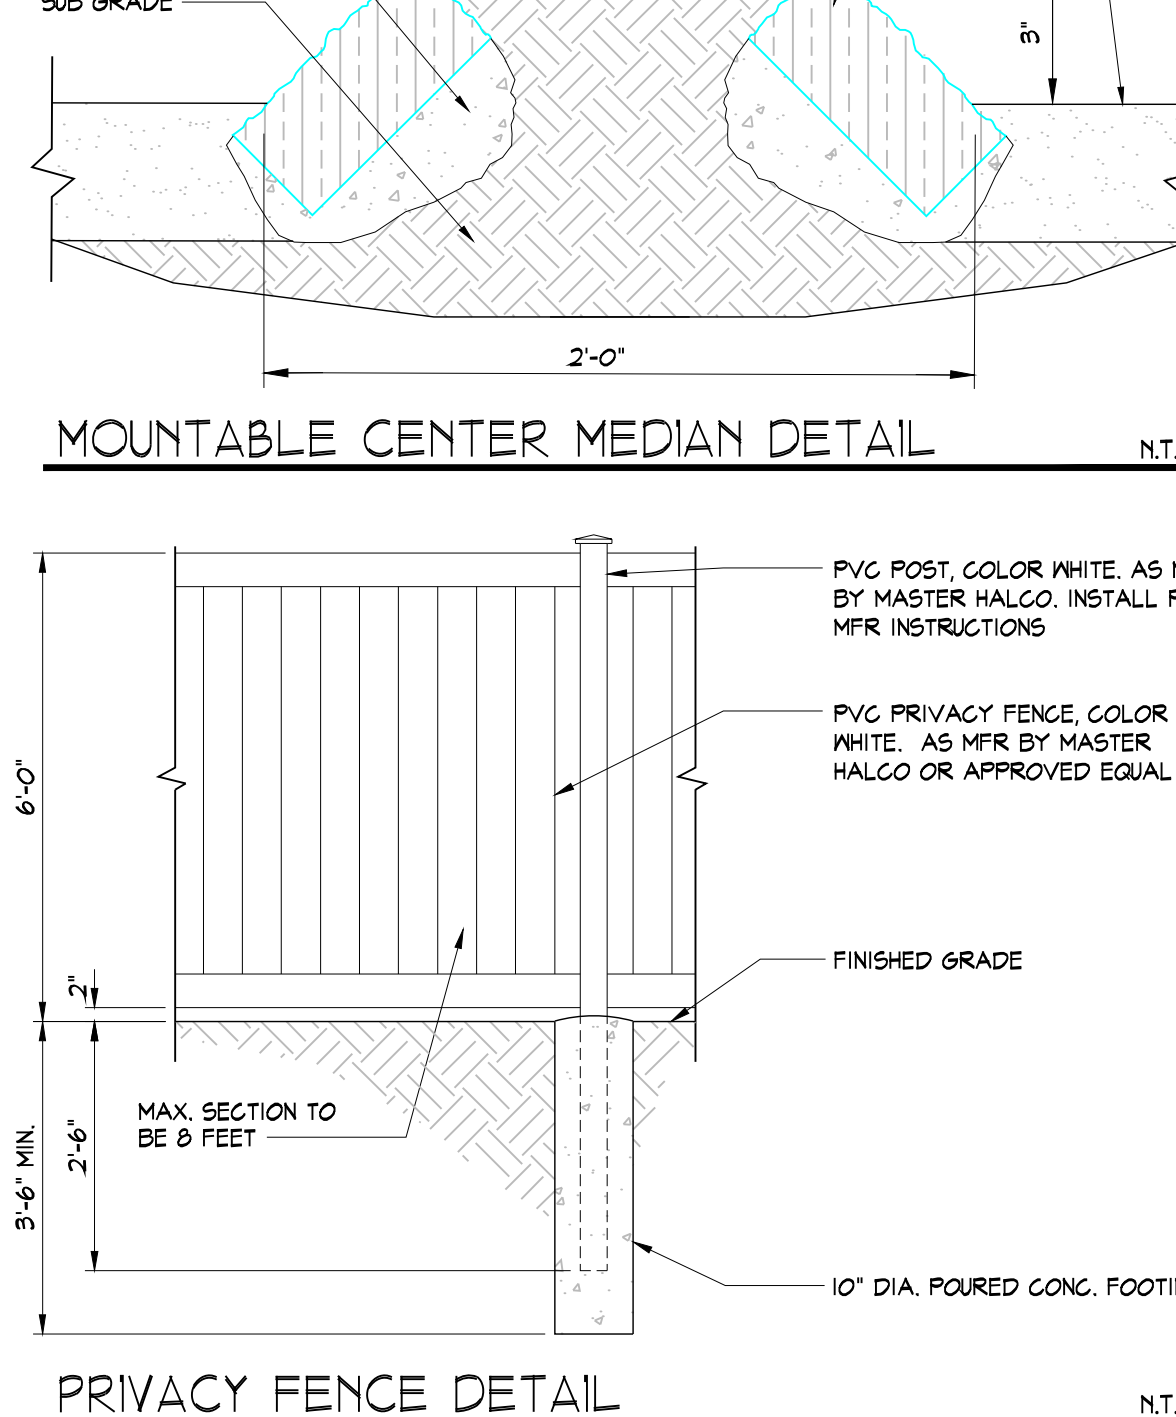 SUB GRADE
3"
2'-0"
MOUNTABLE CENTER MEDIAN DETAIL
N.T.
PVC POST, COLOR WHITE. AS
BY MASTER HALCO. INSTALL
MFR INSTRUCTIONS
PVC PRIVACY FENCE, COLOR
WHITE. AS MFR BY MASTER
HALCO OR APPROVED EQUAL
6'-0"
2"
FINISHED GRADE
MAX. SECTION TO
BE 8 FEET
2'-6"
3'-6" MIN.
10" DIA. POURED CONC.
PRIVACY FENCE DETAIL
N.T.